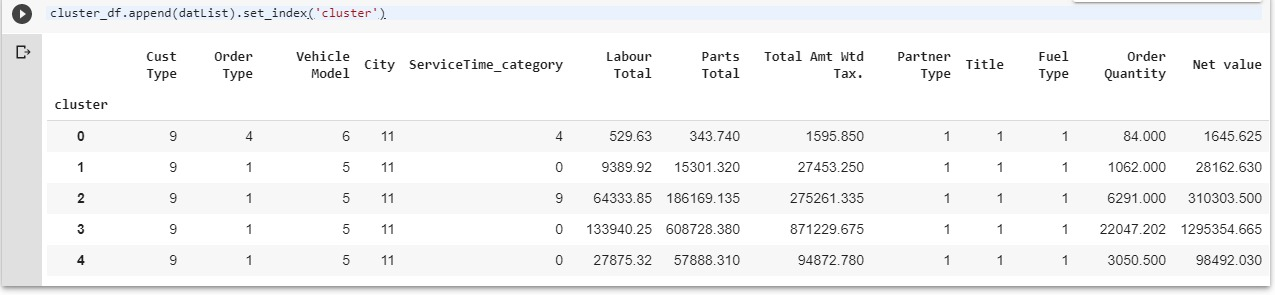 cluster_df.append(datList).set_index('cluster')
Cust Type Order Type Vehicle Model City ServiceTime_category Labour Total Parts Total Total Amt Wtd Tax. Partner Type Title Fuel Type Order Quantity Net value
cluster
0 9 4 6 11 4 529.63 343.740 1595.850 1 1 1 84.000 1645.625
1 9 1 5 11 0 9389.92 15301.320 27453.250 1 1 1 1062.000 28162.630
2 9 1 5 11 9 64333.85 186169.135 275261.335 1 1 1 6291.000 310303.500
3 9 1 5 11 0 133940.25 608728.380 871229.675 1 1 1 22047.202 1295354.665
4 9 1 5 11 0 27875.32 57888.310 94872.780 1 1 1 3050.500 98492.030